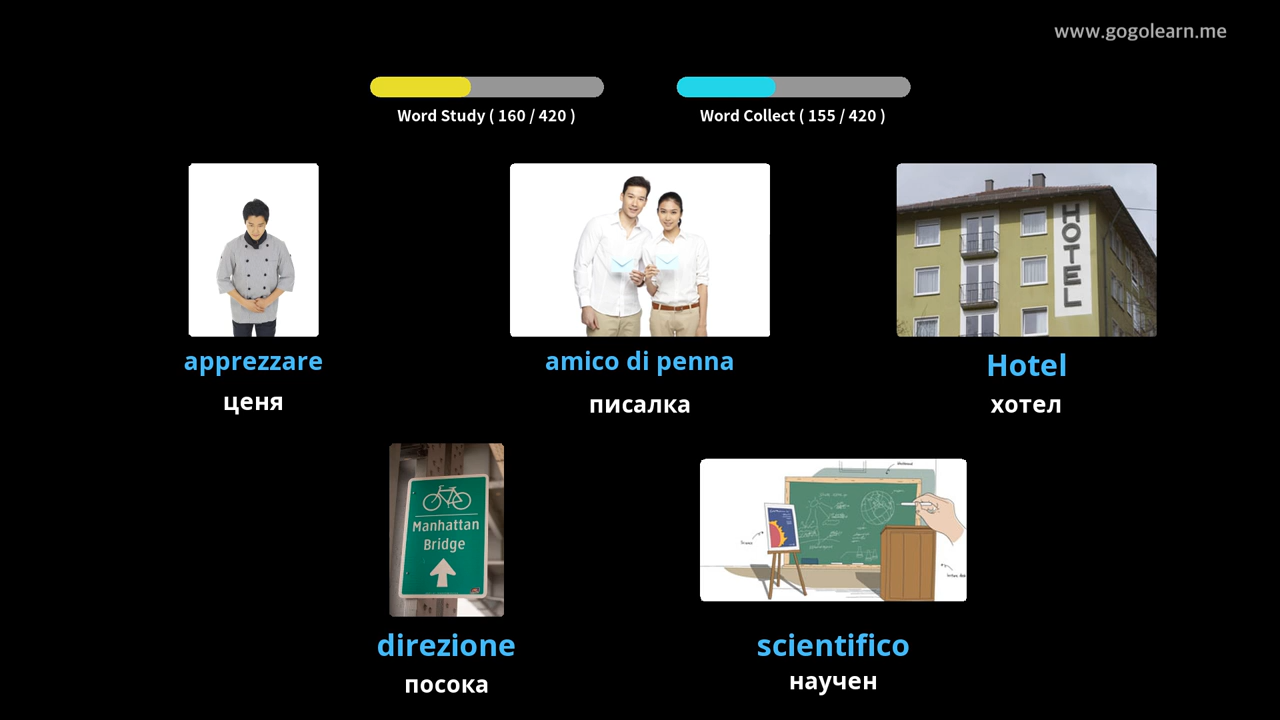 www.gogolearn.me
Word Study ( 160 / 420 )
Word Collect ( 155 / 420 )
apprezzare
ценя
amico di penna
писалка
HOTEL
Hotel
хотел
Manhattan
Bridge
direzione
посока
scientifico
научен